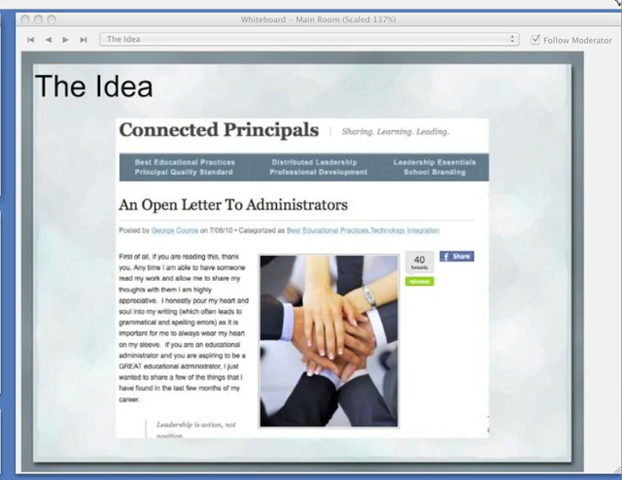 Whiteboard – Main Room (Scaled 137%)
The Idea
Follow Moderator
The Idea
Connected Principals
Sharing. Learning. Leading.
Best Educational Practices
Distributed Leadership
Leadership Essentials
Principal Quality Standard
Professional Development
School Branding
An Open Letter To Administrators
Posted by George Couros on 7/08/10 • Categorized as Best Educational Practices,Technology Integration
First of all, if you are reading this, thank
you. Any time I am able to have someone
read my work and allow me to share my
thoughts with them I am highly
appreciative. I honestly pour my heart and
soul into my writing (which often leads to
grammatical and spelling errors) as it is
important for me to always wear my heart
on my sleeve. If you are an educational
administrator and you are aspiring to be a
GREAT educational administrator, I just
wanted to share a few of the things that I
have found in the last few months of my
career.
40
tweets
retweet
f Share
Leadership is action, not
position.